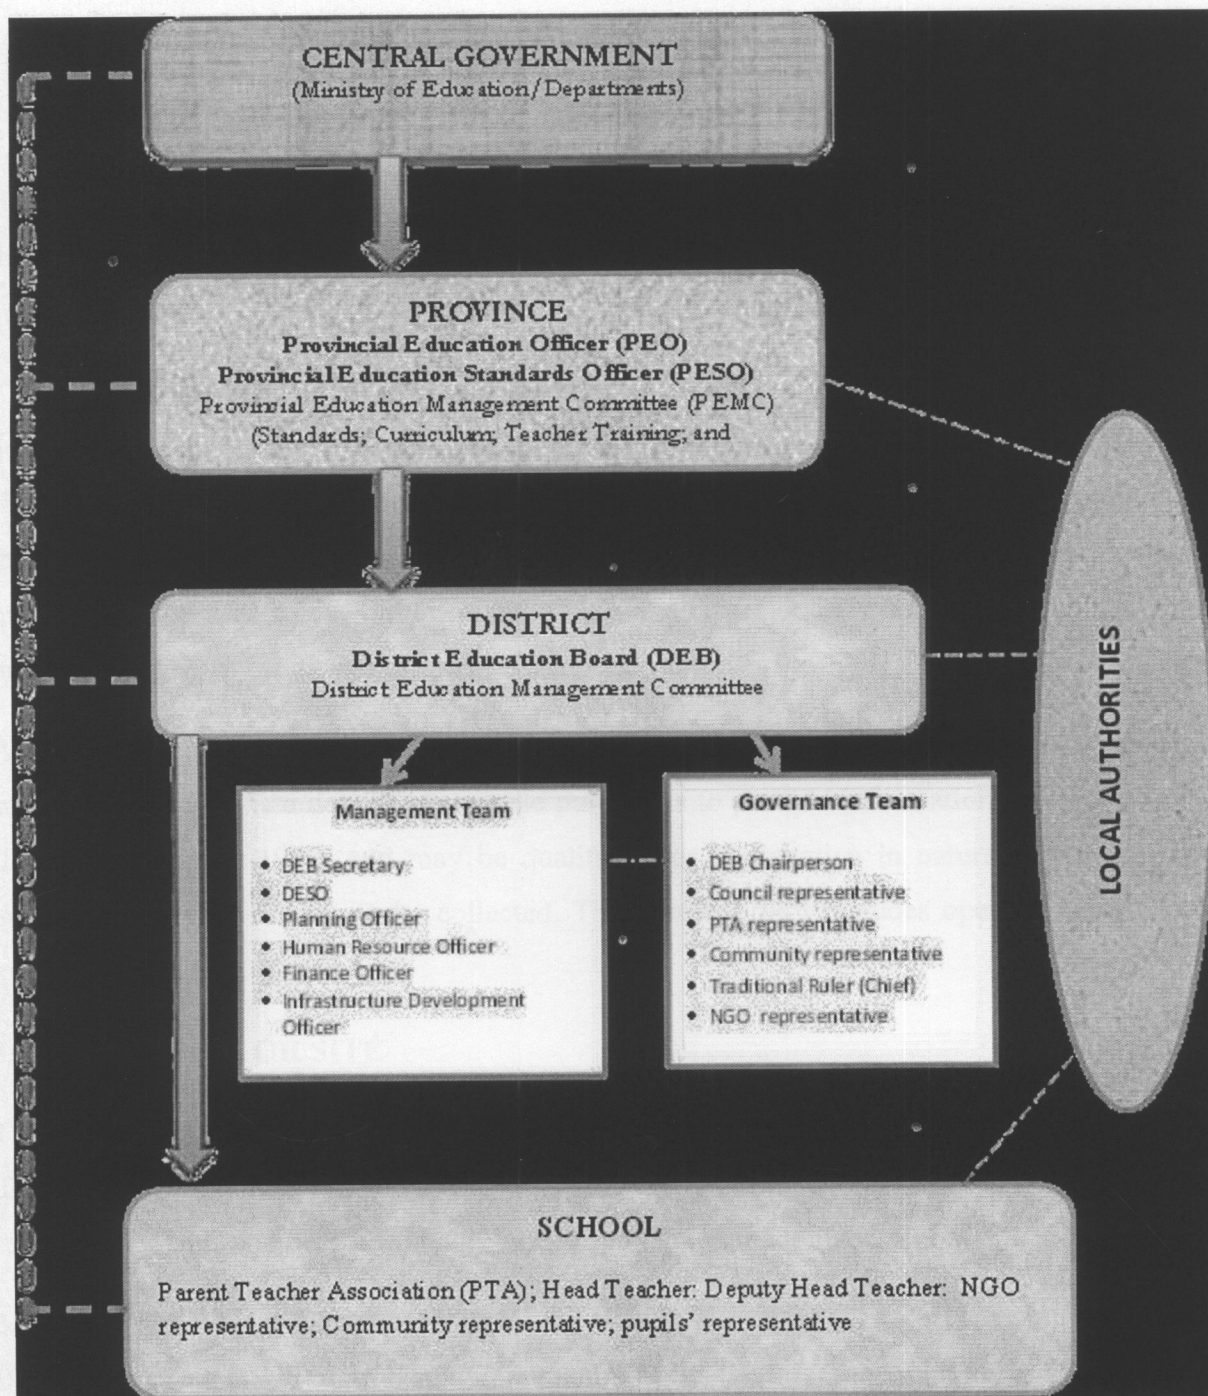 CENTRAL GOVERNMENT
(Ministry of Education/Departments)
PROVINCE
Provincial Education Officer (PEO)
Provincial Education Standards Officer (PESO)
Provincial Education Management Committee (PEMC)
(Standards; Curriculum; Teacher Training; and
DISTRICT
District Education Board (DEB)
District Education Management Committee
Management Team
• DEB Secretary
• DESO
• Planning Officer
• Human Resource Officer
• Finance Officer
• Infrastructure Development
Officer
Governance Team
• DEB Chairperson
• Council representative
• PTA representative
• Community representative
• Traditional Ruler (Chief)
• NGO representative
LOCAL AUTHORITIES
SCHOOL
Parent Teacher Association (PTA); Head Teacher: Deputy Head Teacher: NGO
representative; Community representative; pupils' representative